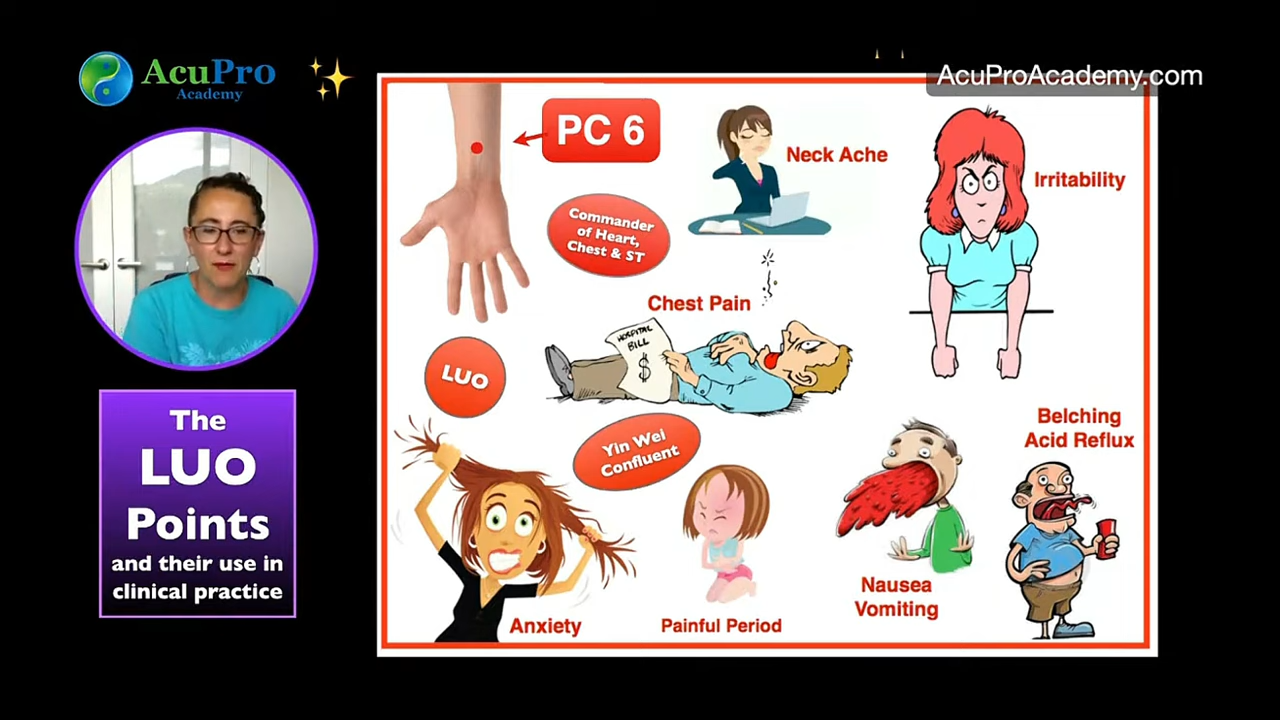 AcuPro
Academy
AcuProAcademy.com
PC 6
Neck Ache
Irritability
Commander
of Heart,
Chest & ST
Chest Pain
HOSPITAL
BILL
$
LUO
Yin Wei
Confluent
Belching
Acid Reflux
Nausea
Vomiting
Anxiety
Painful Period
The
LUO
Points
and their use in
clinical practice